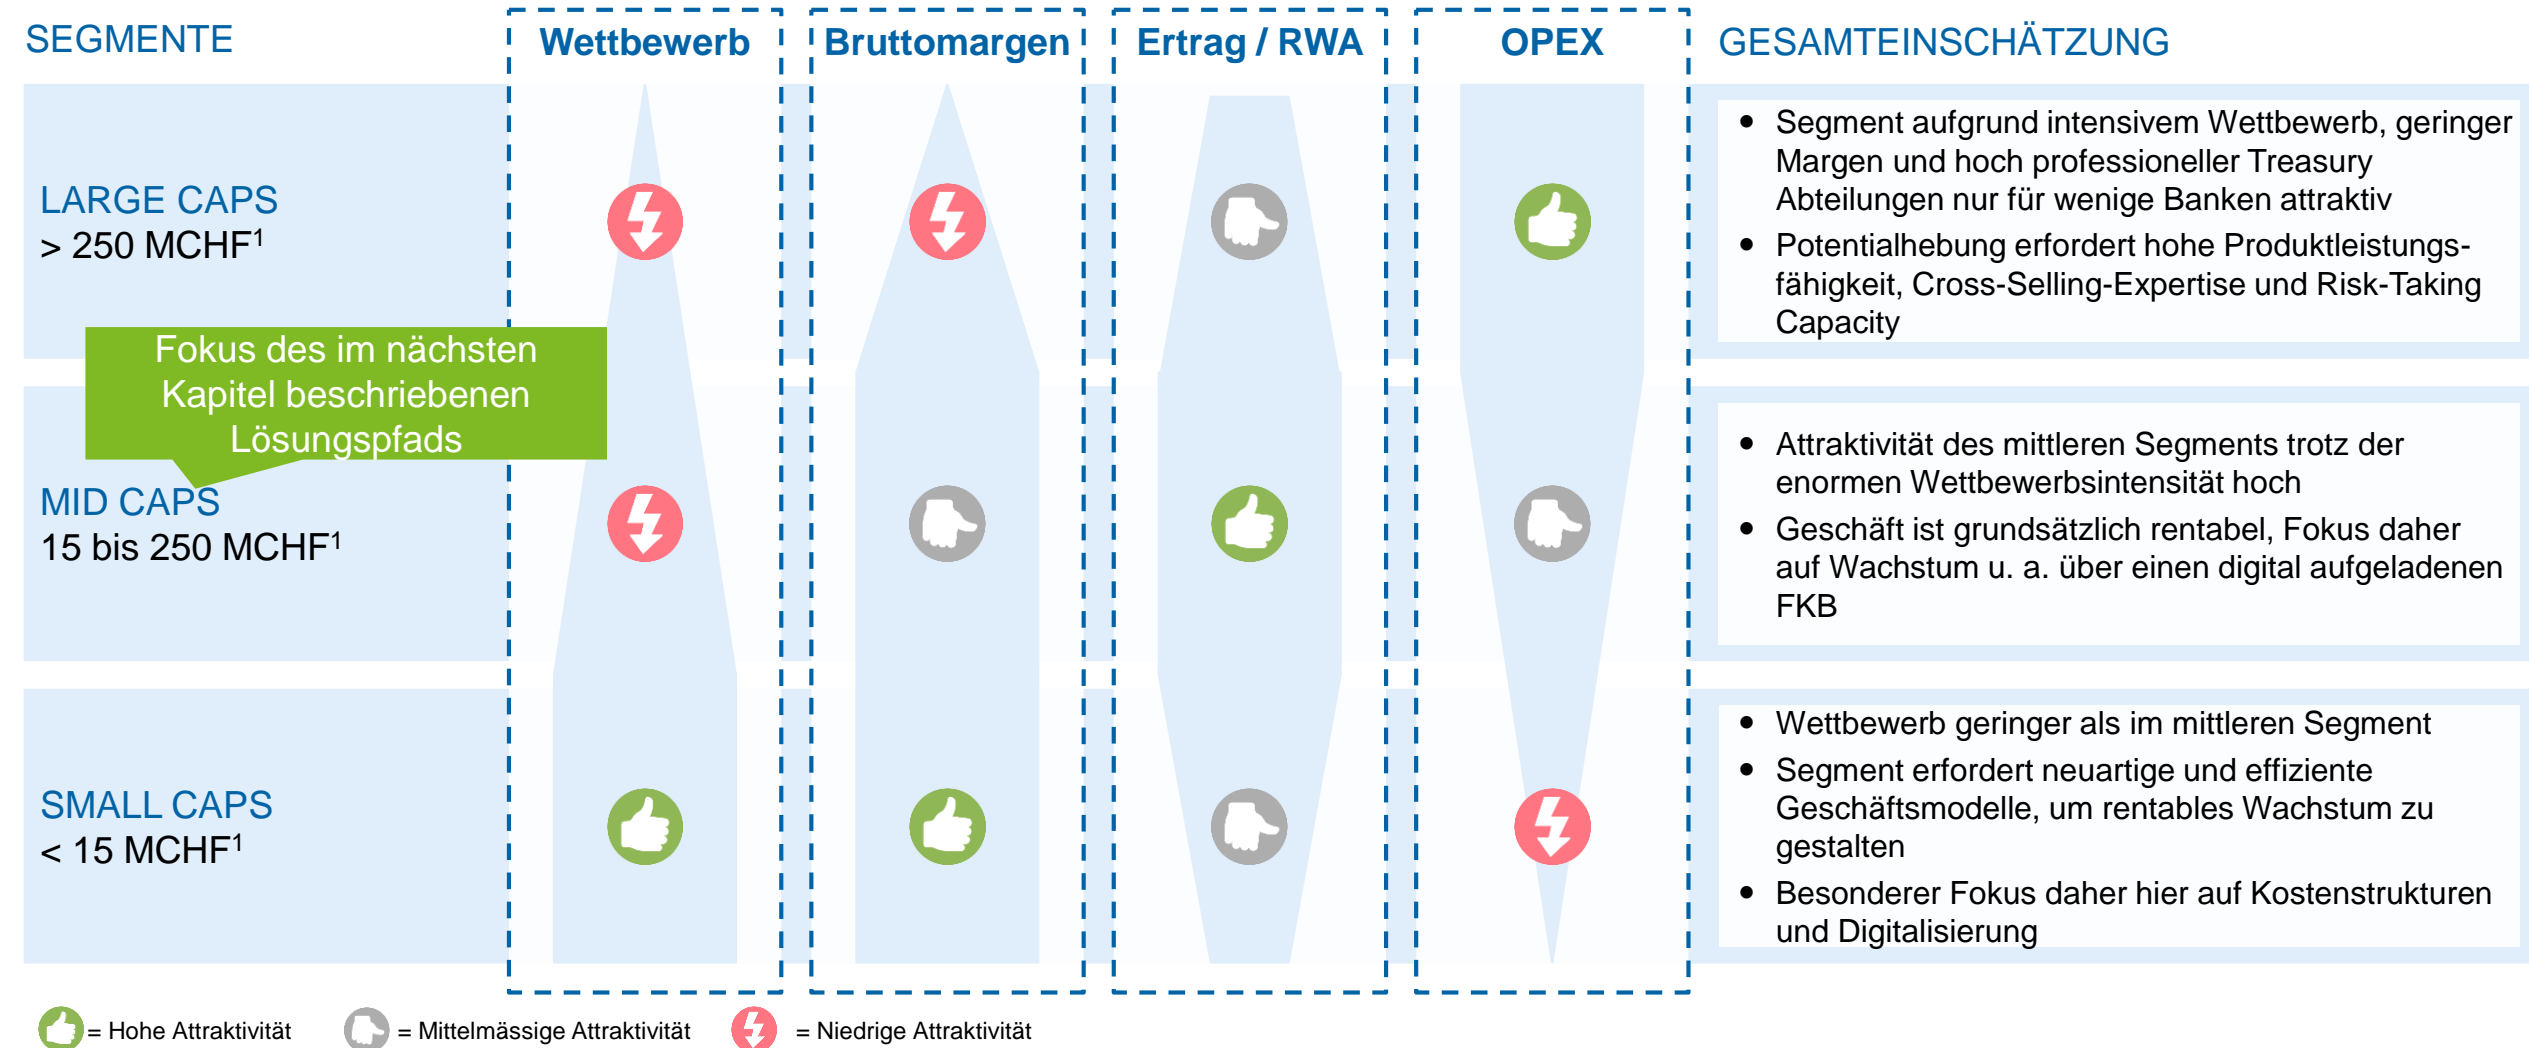 SEGMENTE
Wettbewerb
Bruttomargen
Ertrag / RWA
OPEX
GESAMTEINSCHÄTZUNG
LARGE CAPS
> 250 MCHF¹
• Segment aufgrund intensivem Wettbewerb, geringer
Margen und hoch professioneller Treasury
Abteilungen nur für wenige Banken attraktiv
• Potentialhebung erfordert hohe Produktleistungs-
fähigkeit, Cross-Selling-Expertise und Risk-Taking
Capacity
Fokus des im nächsten
Kapitel beschriebenen
Lösungspfads
MID CAPS
15 bis 250 MCHF¹
• Attraktivität des mittleren Segments trotz der
enormen Wettbewerbsintensität hoch
• Geschäft ist grundsätzlich rentabel, Fokus daher
auf Wachstum u. a. über einen digital aufgeladenen
FKB
SMALL CAPS
< 15 MCHF¹
• Wettbewerb geringer als im mittleren Segment
• Segment erfordert neuartige und effiziente
Geschäftsmodelle, um rentables Wachstum zu
gestalten
• Besonderer Fokus daher hier auf Kostenstrukturen
und Digitalisierung
= Hohe Attraktivität
= Mittelmässige Attraktivität
= Niedrige Attraktivität